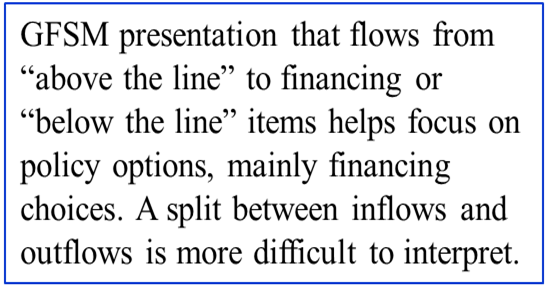 GFSM presentation that flows from
“above the line” to financing or
“below the line” items helps focus on
policy options, mainly financing
choices. A split between inflows and
outflows is more difficult to interpret.